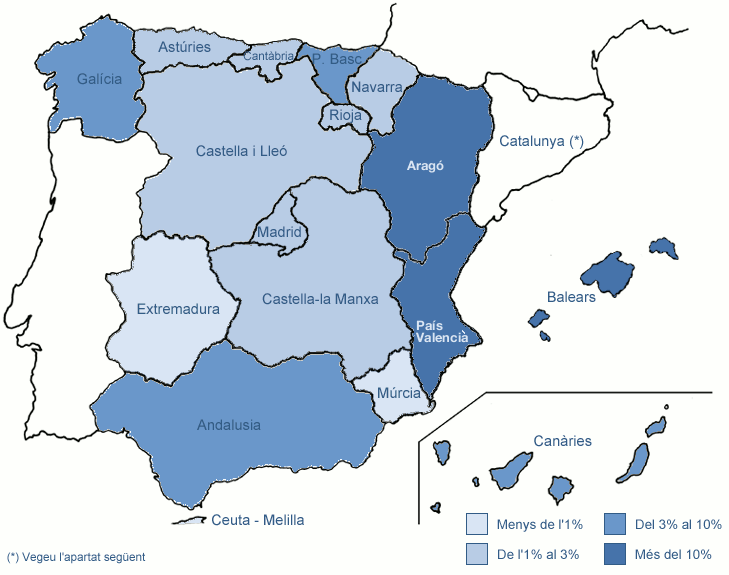 Astúries
Cantàbria
P. Basc
Galícia
Navarra
Rioja
Catalunya (*)
Castella i Lleó
Aragó
Madrid
Balears
Castella-la Manxa
Extremadura
País
Valencià
Múrcia
Andalusia
Canàries
Ceuta - Melilla
Menys de l'1%
Del 3% al 10%
De l'1% al 3%
Més del 10%
(*) Vegeu l'apartat següent